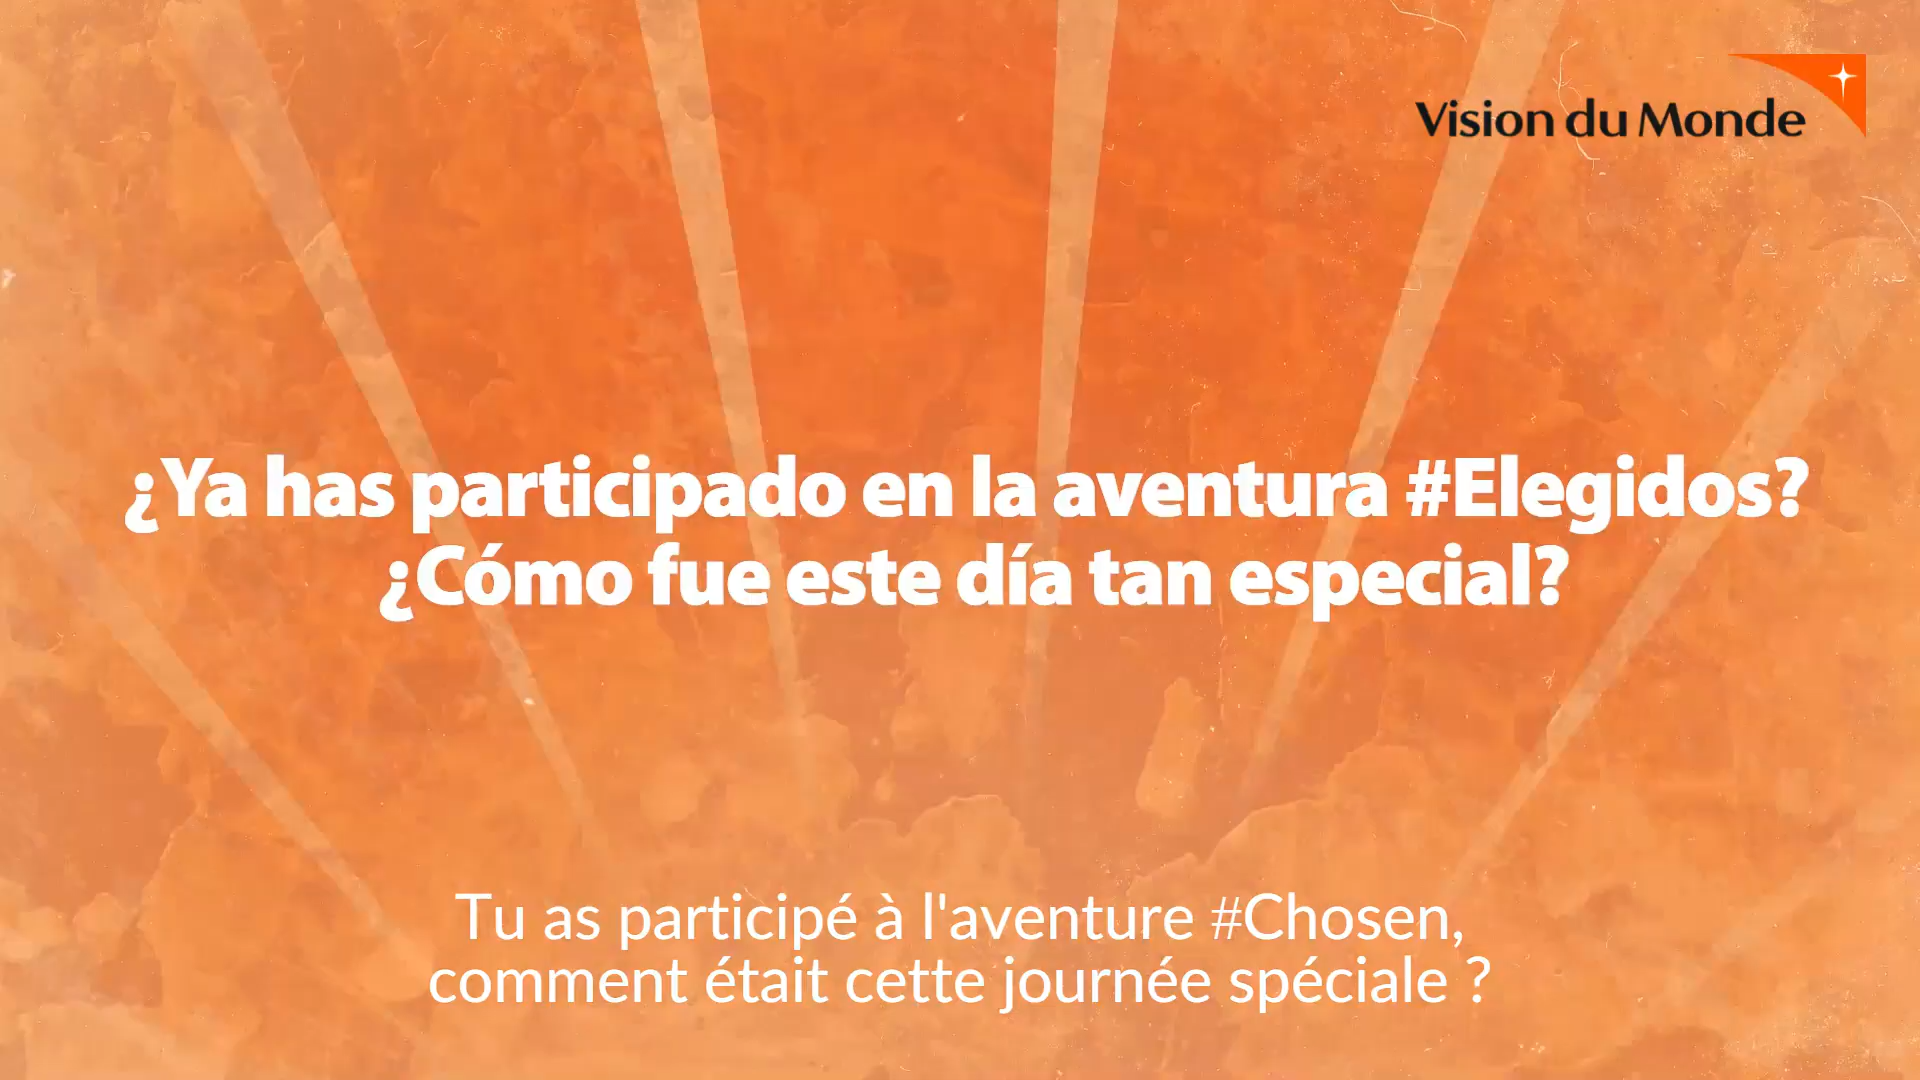 Vision du Monde
¿Ya has participado en la aventura #Elegidos?
¿Cómo fue este día tan especial?
Tu as participé à l'aventure #Chosen,
comment était cette journée spéciale ?